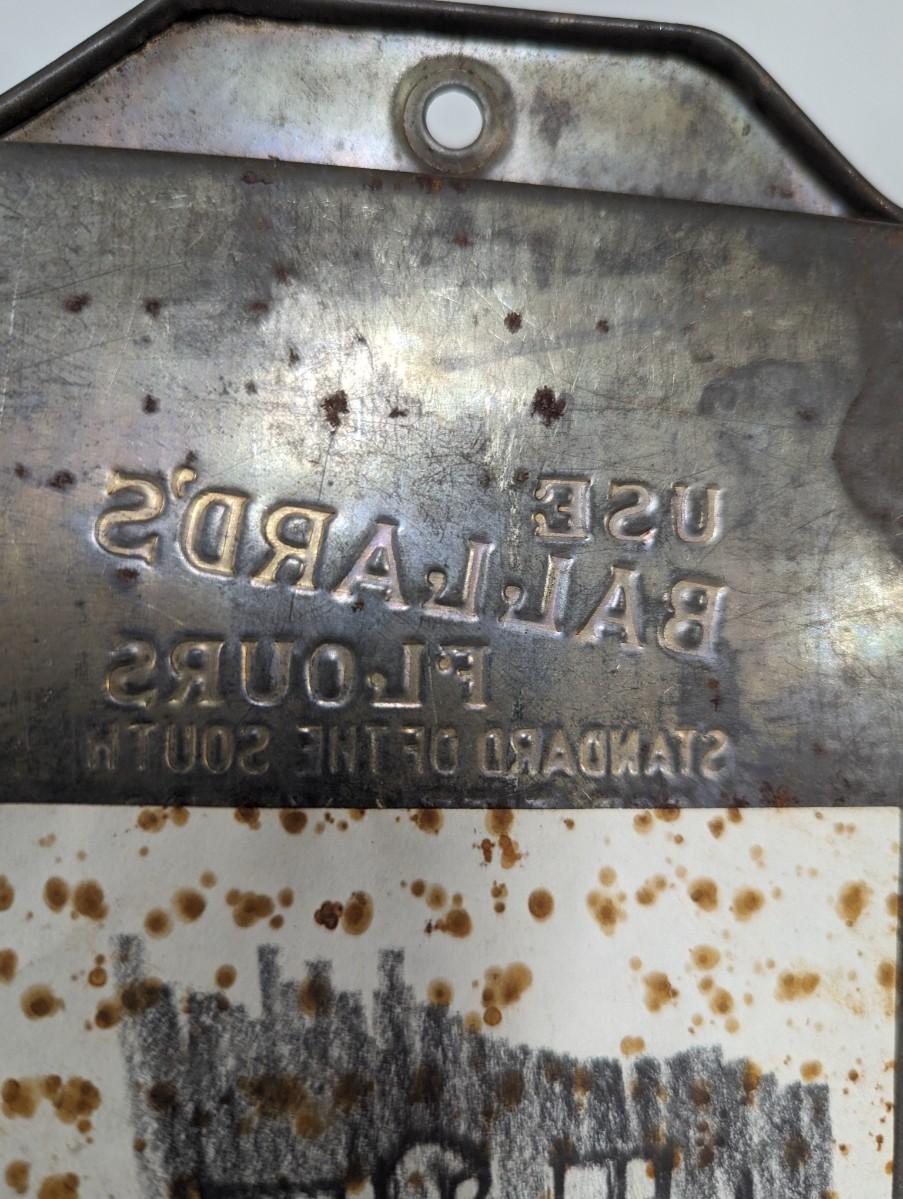 USE
BALLARD'S
FLOURS
STANDARD OF THE SOUTH